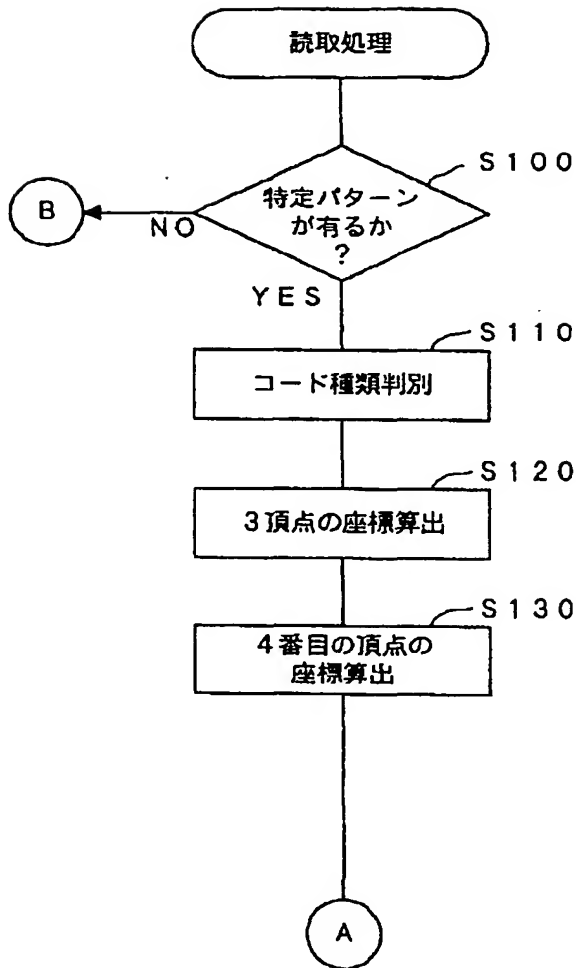 読取処理
S100
特定パターン
が有るか
?
B
NO
YES
S110
コード種類判別
S120
3頂点の座標算出
S130
4番目の頂点の
座標算出
A